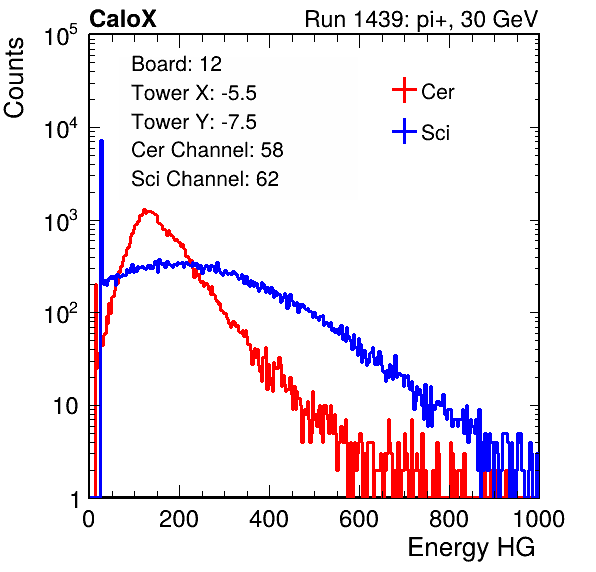 CaloX Run 1439: pi+, 30 GeV
Counts
10^5
10^4
10^3
10^2
10
1
Board: 12
Tower X: -5.5
Tower Y: -7.5
Cer Channel: 58
Sci Channel: 62
Cer
Sci
0 200 400 600 800 1000
Energy HG